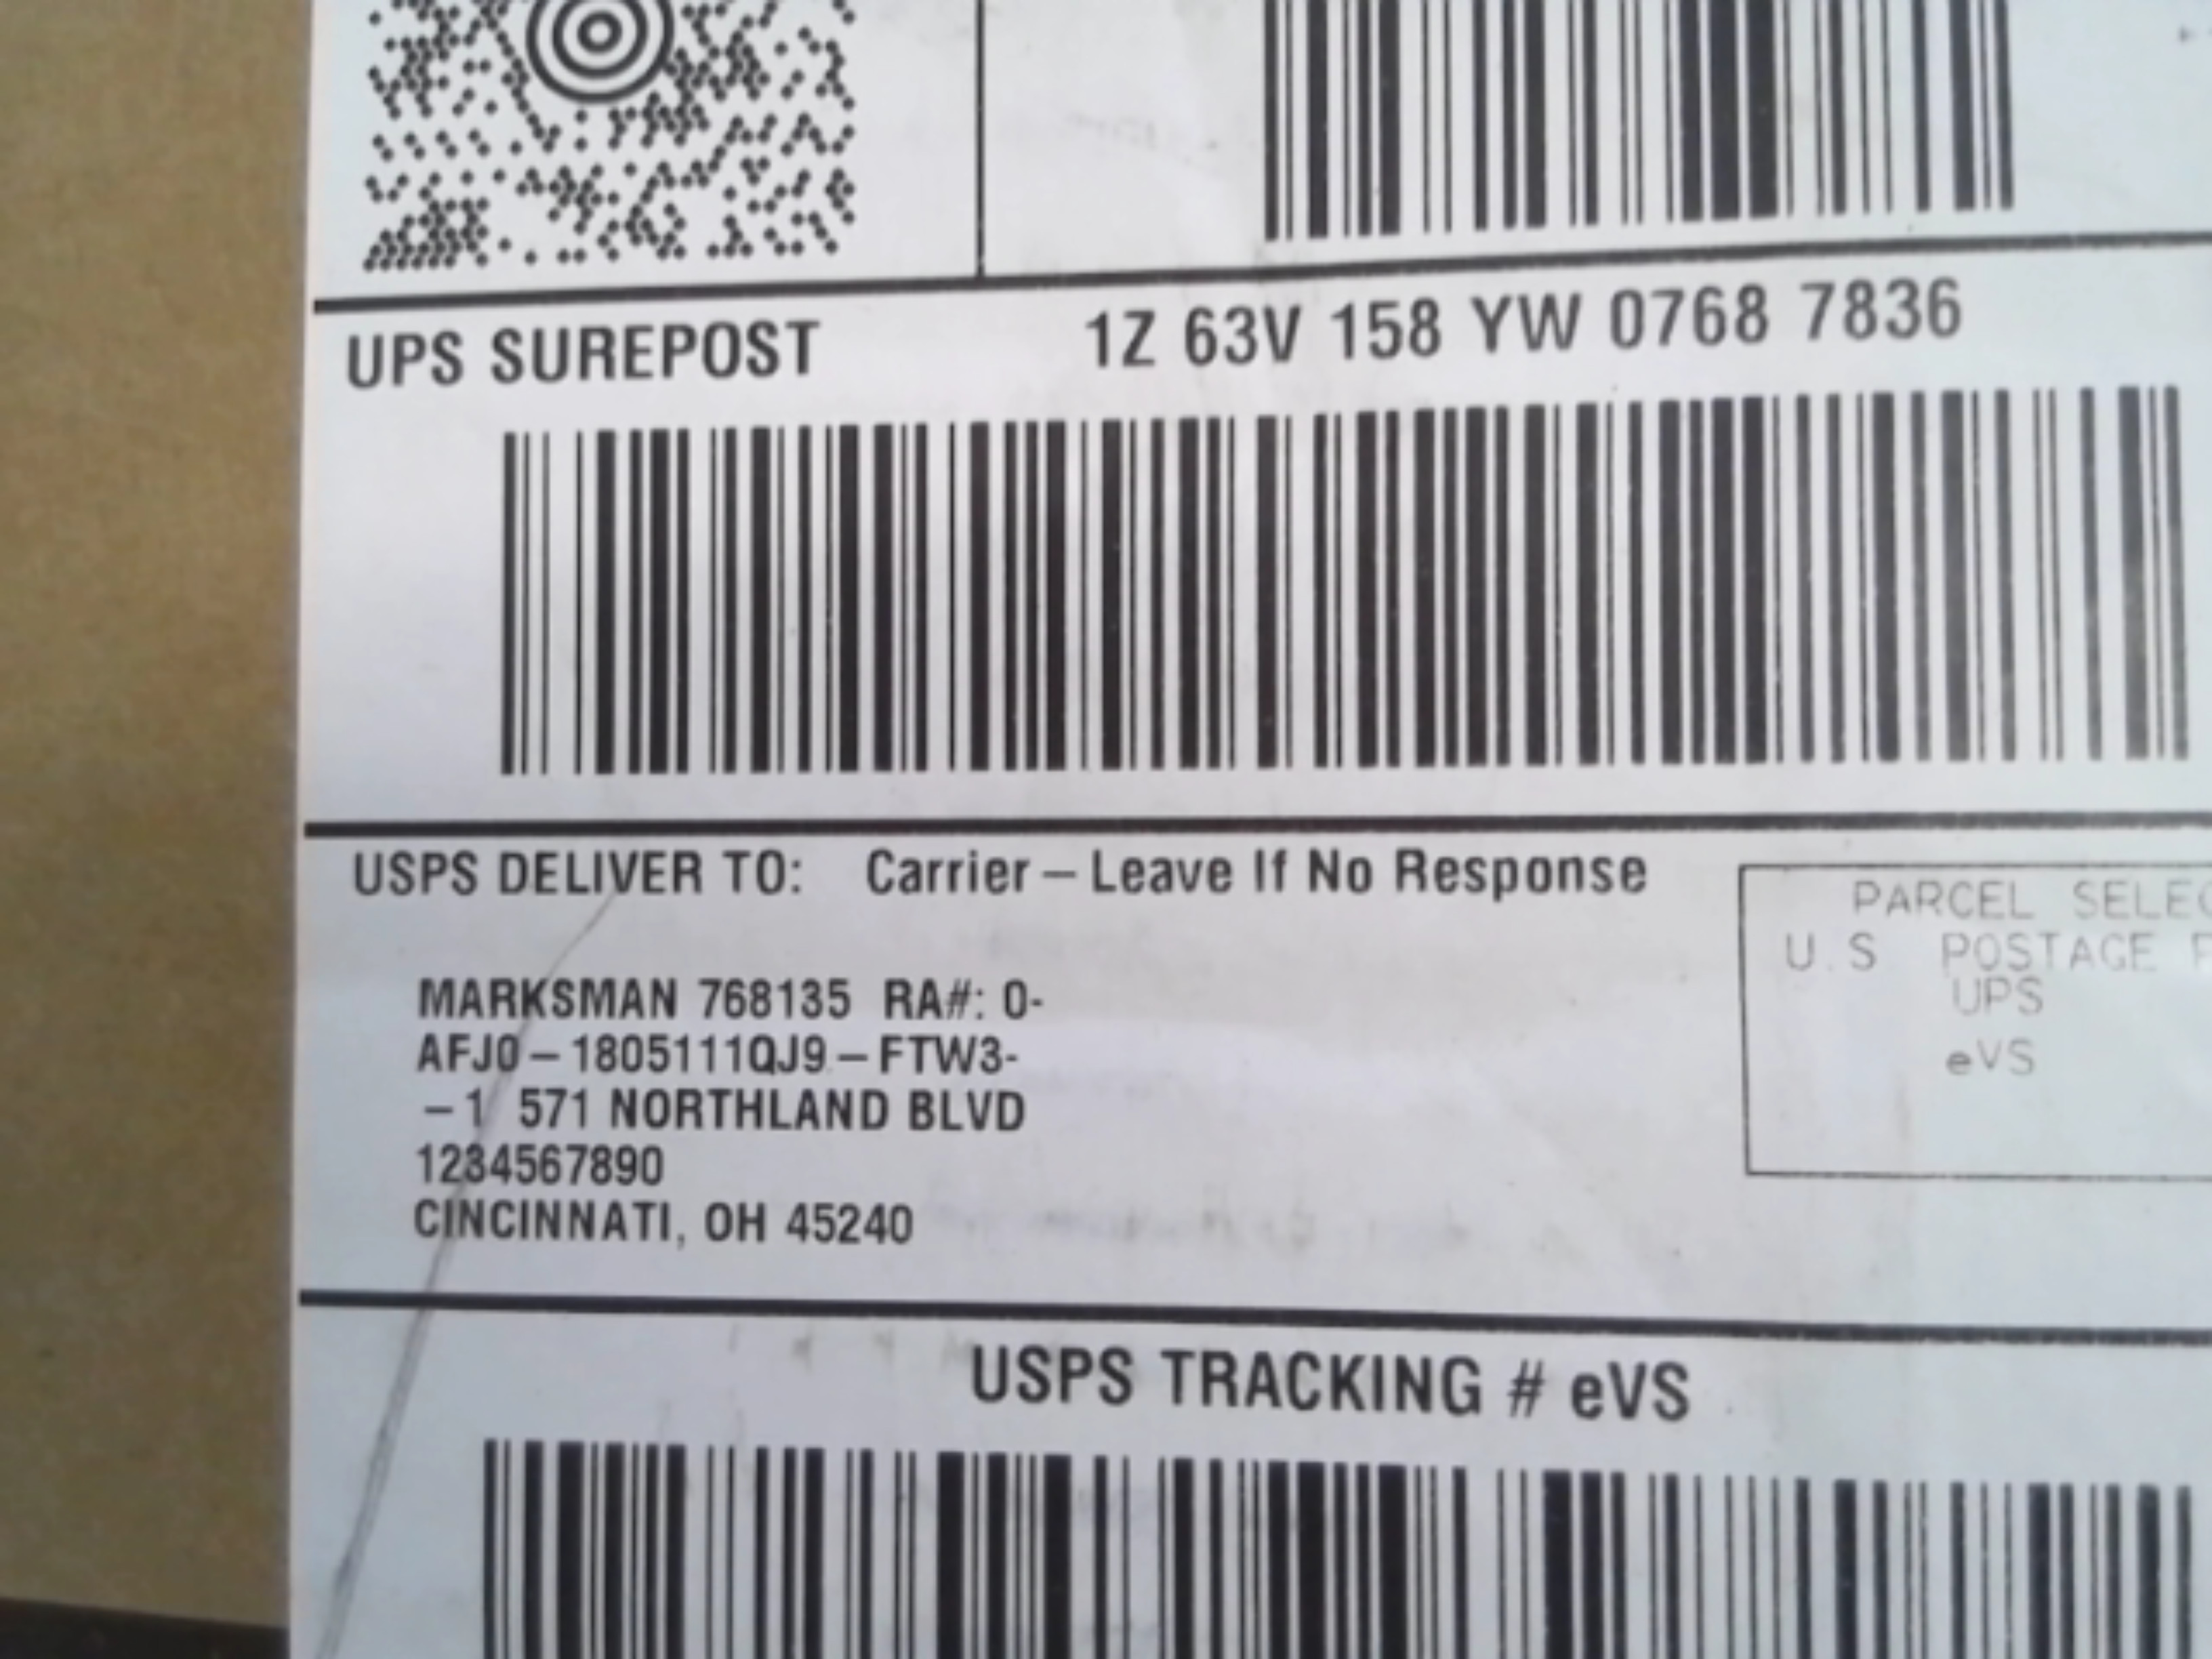 UPS SUREPOST 1Z 63V 158 YW 0768 7836
USPS DELIVER TO: Carrier – Leave If No Response
MARKSMAN 768135 RA#: 0-
AFJ0 – 1805111QJ9 – FTW3-
– 1 571 NORTHLAND BLVD
1234567890
CINCINNATI, OH 45240
PARCEL SELEC
U.S POSTAGE P
UPS
eVS
USPS TRACKING # eVS